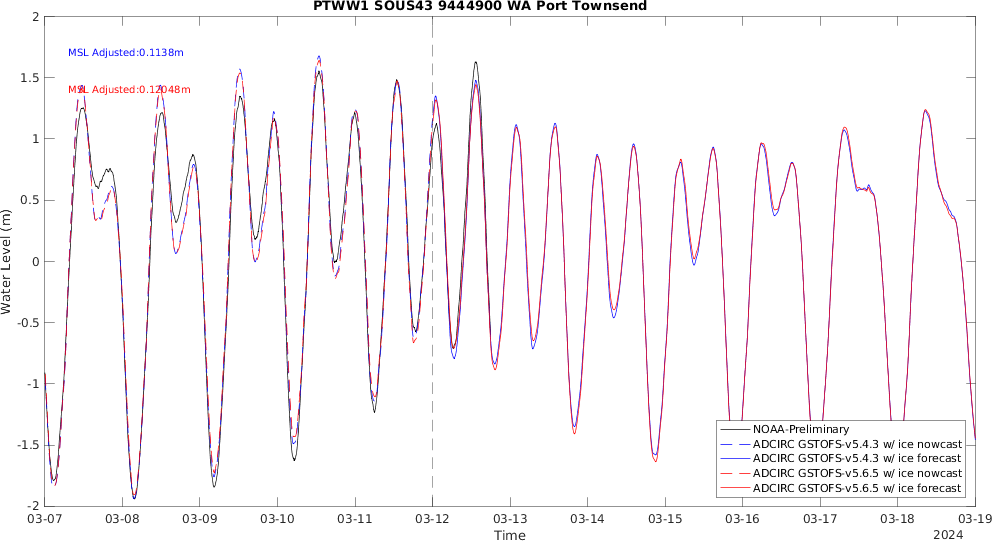 PTWW1 SOUS43 9444900 WA Port Townsend
2
1.5
1
0.5
0
-0.5
-1
-1.5
-2
Water Level (m)
MSL Adjusted:0.1138m
MSL Adjusted:0.12048m
NOAA-Preliminary
ADCIRC GSTOFS-v5.4.3 w/ ice nowcast
ADCIRC GSTOFS-v5.4.3 w/ ice forecast
ADCIRC GSTOFS-v5.6.5 w/ ice nowcast
ADCIRC GSTOFS-v5.6.5 w/ ice forecast
03-07 03-08 03-09 03-10 03-11 03-12 03-13 03-14 03-15 03-16 03-17 03-18 03-19
Time
2024